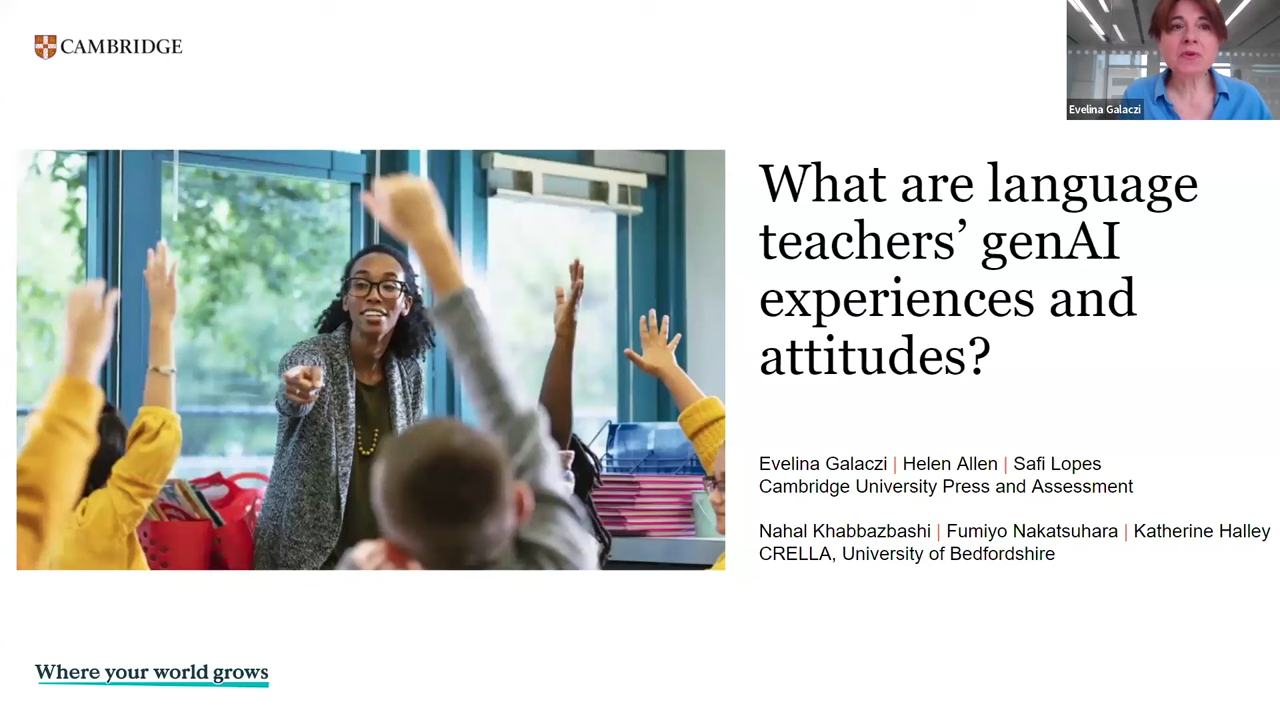 CAMBRIDGE
Evelina Galaczi
What are language
teachers’ genAI
experiences and
attitudes?
Evelina Galaczi | Helen Allen | Safi Lopes
Cambridge University Press and Assessment
Nahal Khabbazbashi | Fumiyo Nakatsuhara | Katherine Halley
CRELLA, University of Bedfordshire
Where your world grows